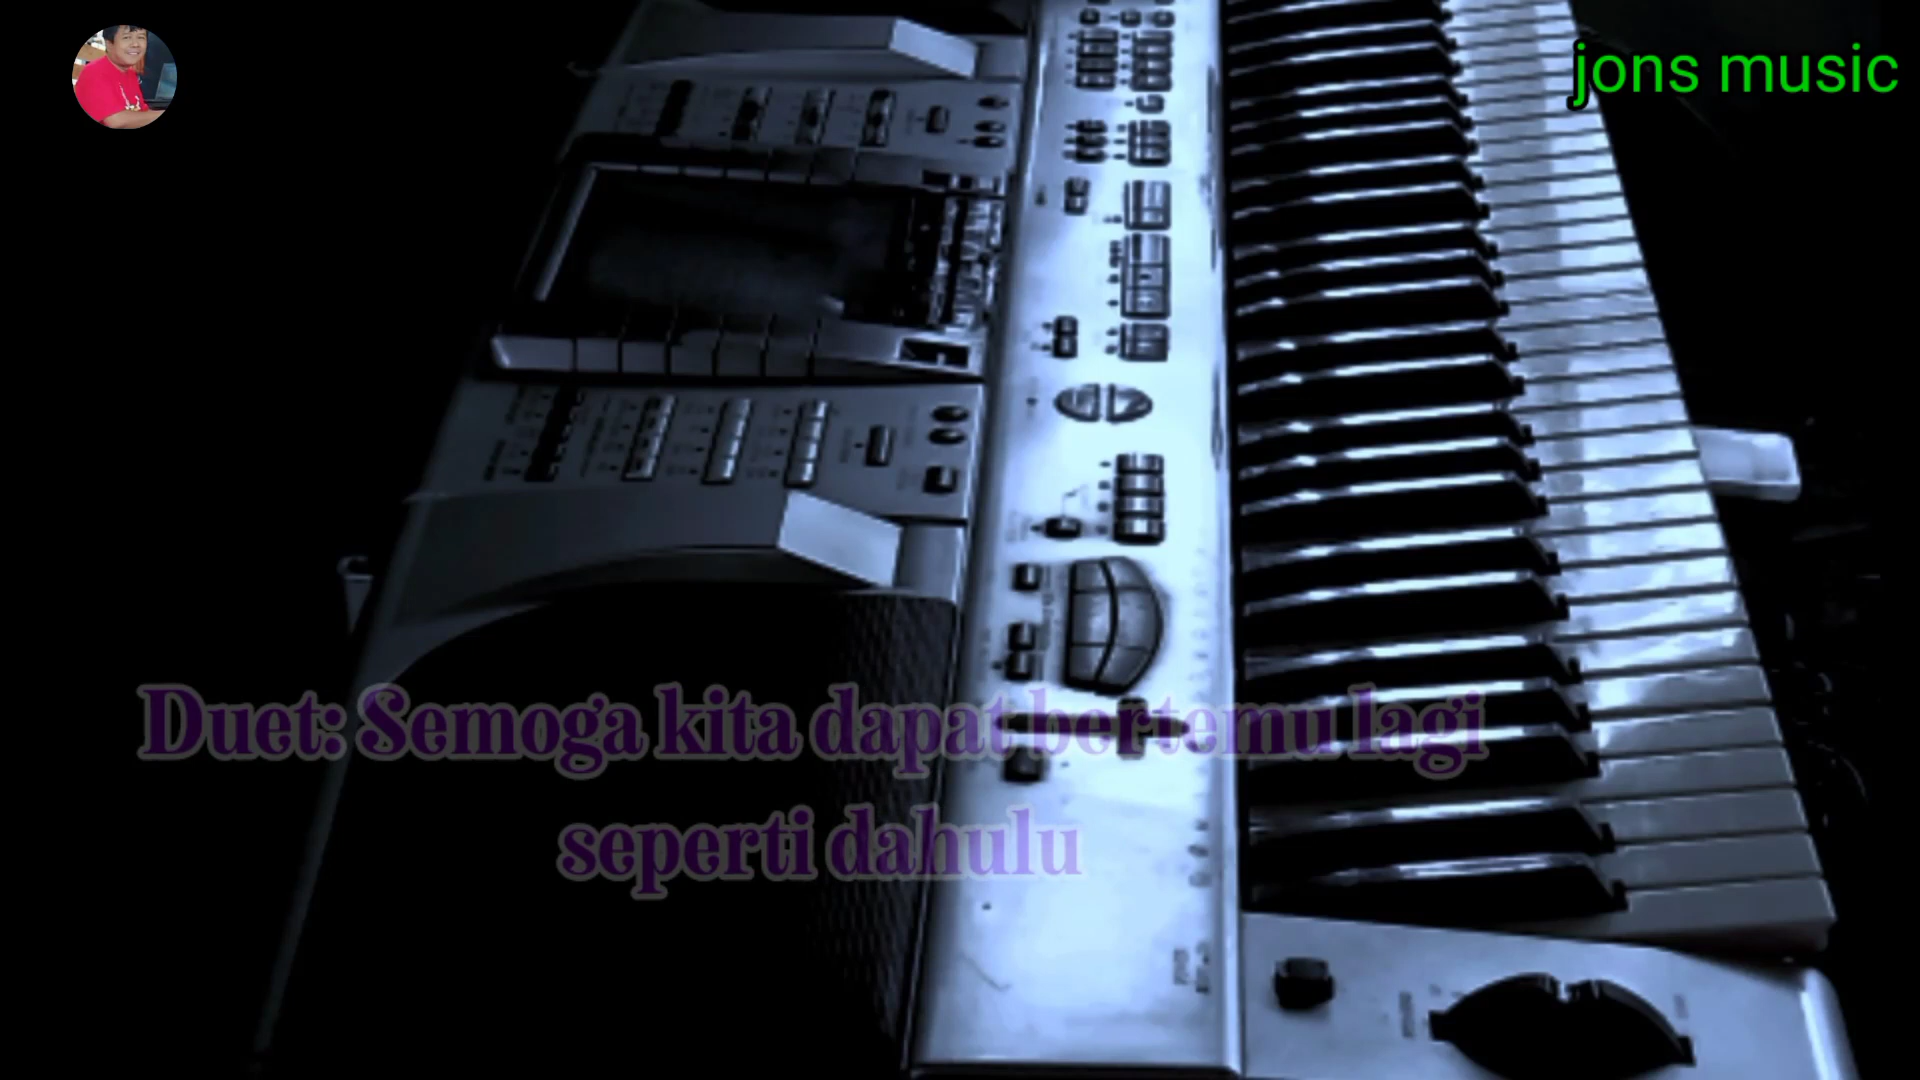 jons music
Duet: Semoga kita dapat bertemu lagi
seperti dahulu